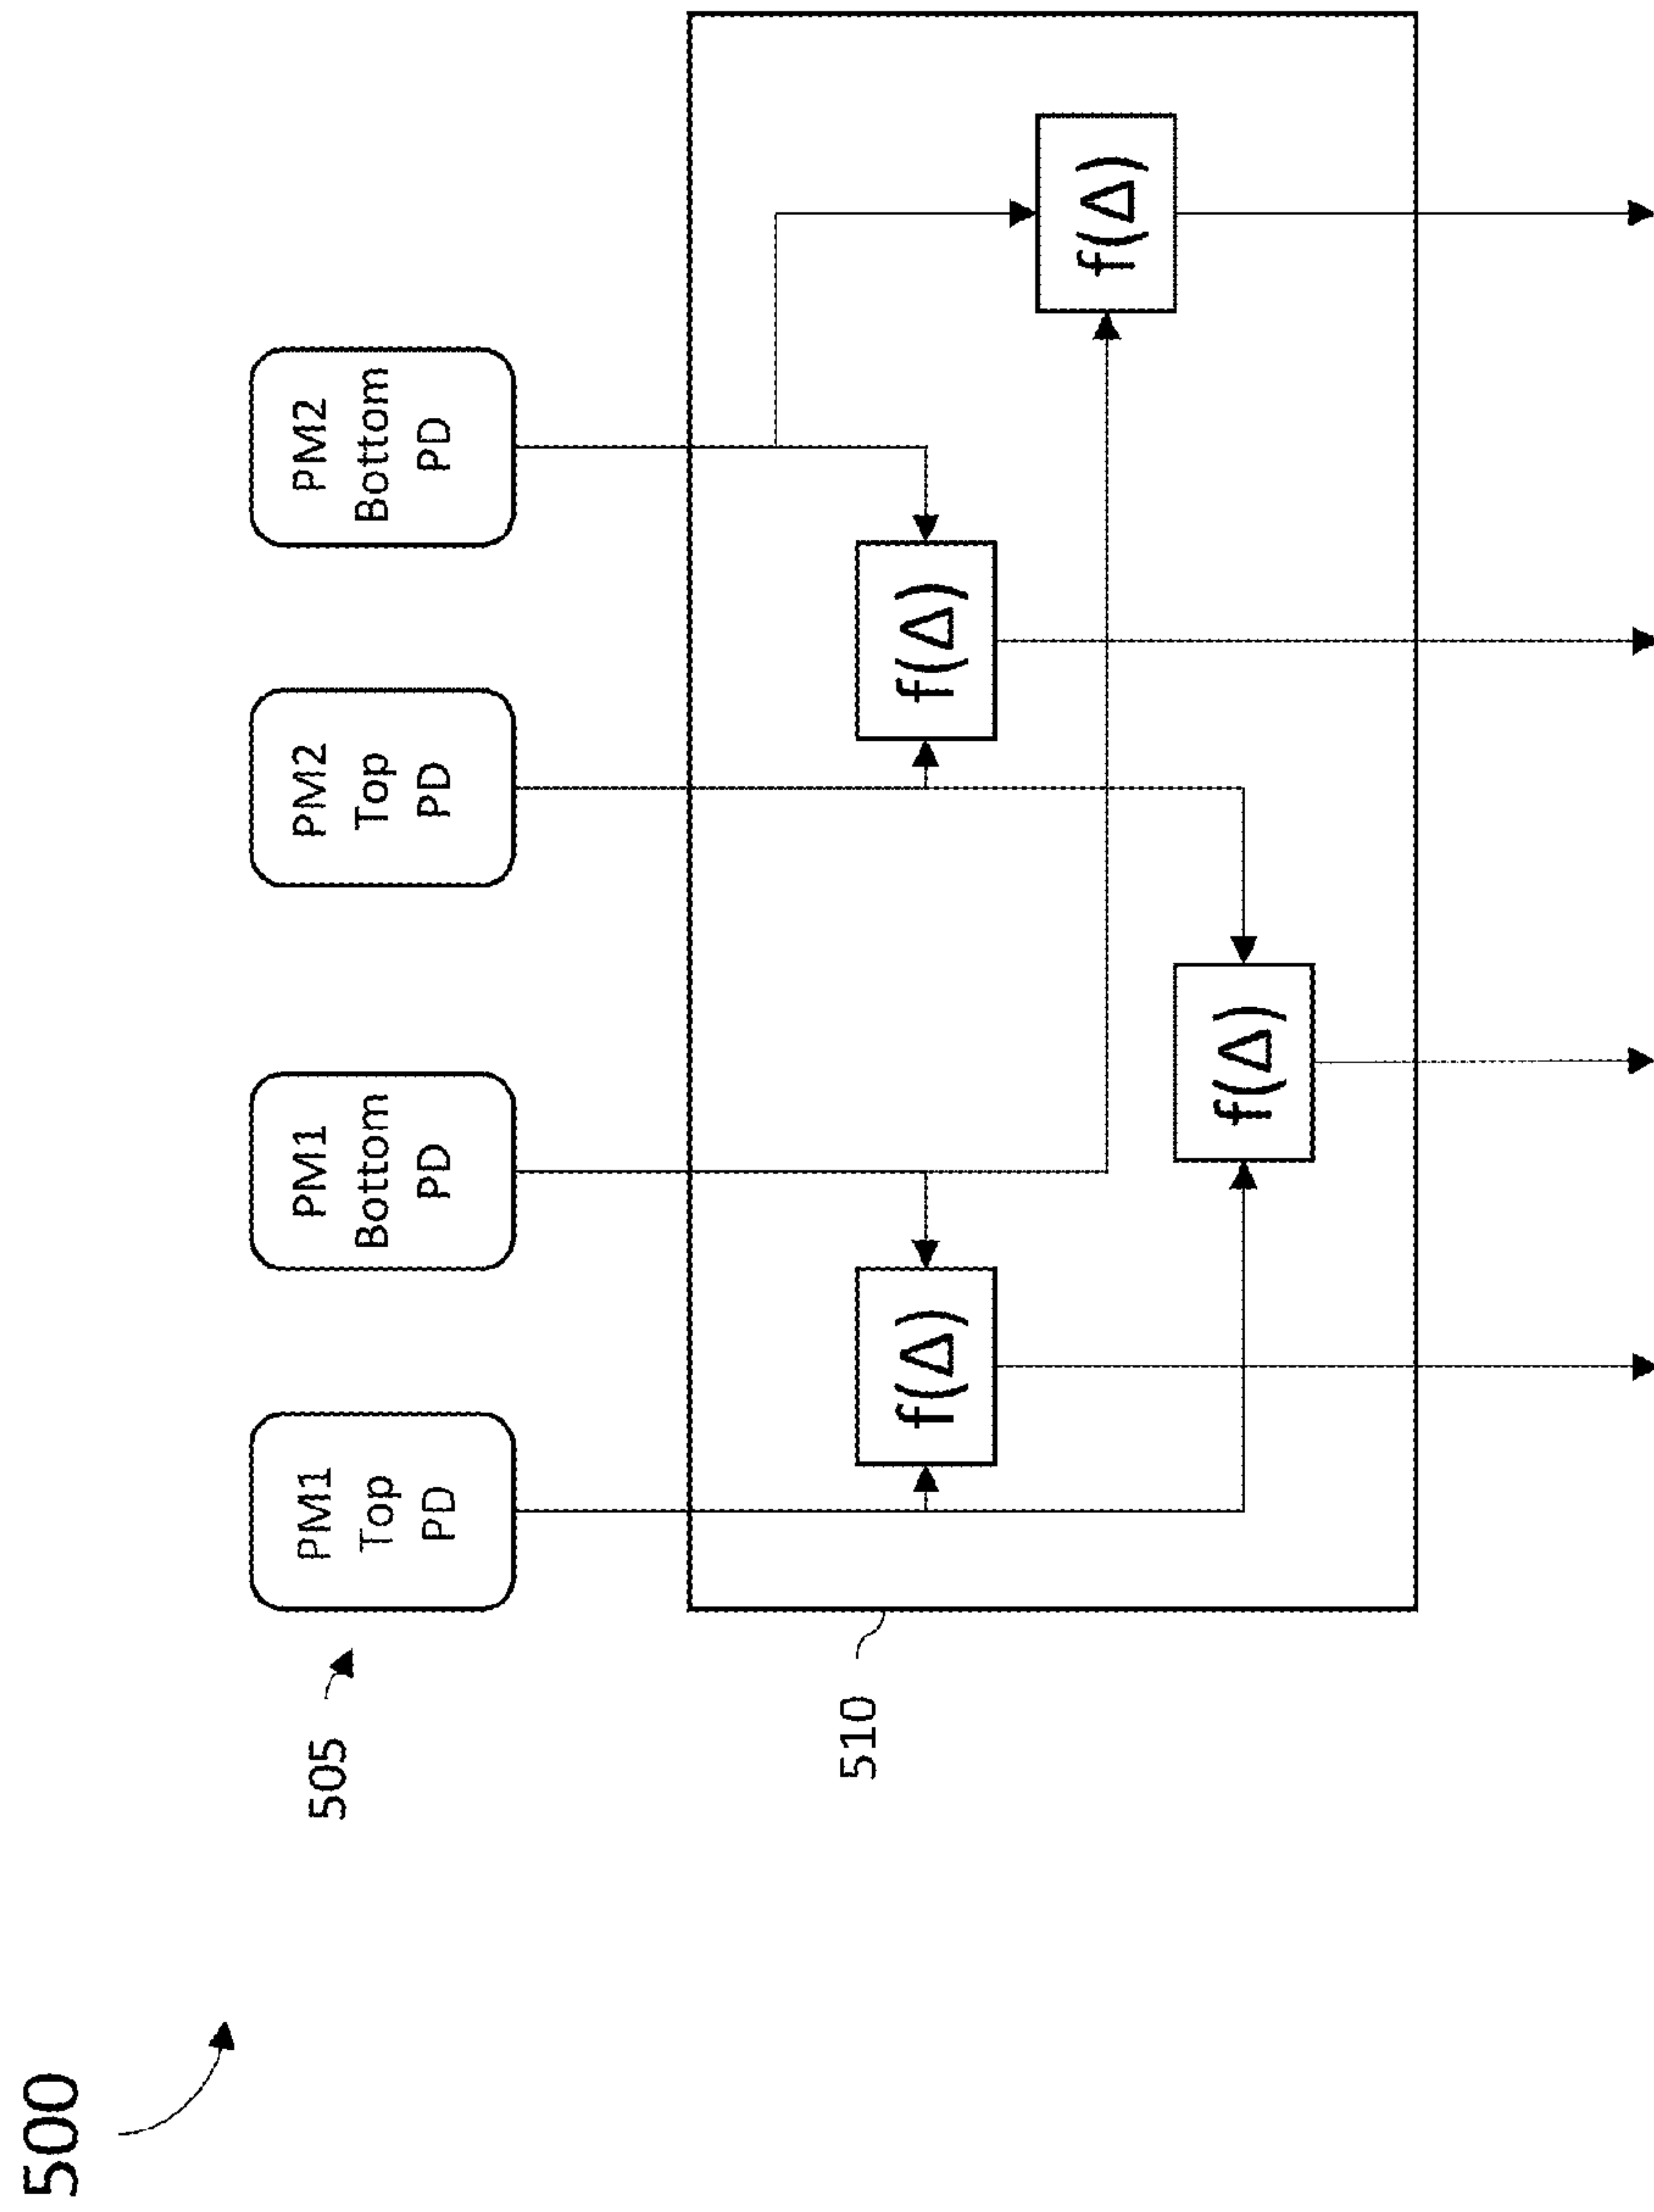 500
505
PM1
Top
PD
PM1
Bottom
PD
PM2
Top
PD
PM2
Bottom
PD
510
f(Δ)
f(Δ)
f(Δ)
f(Δ)